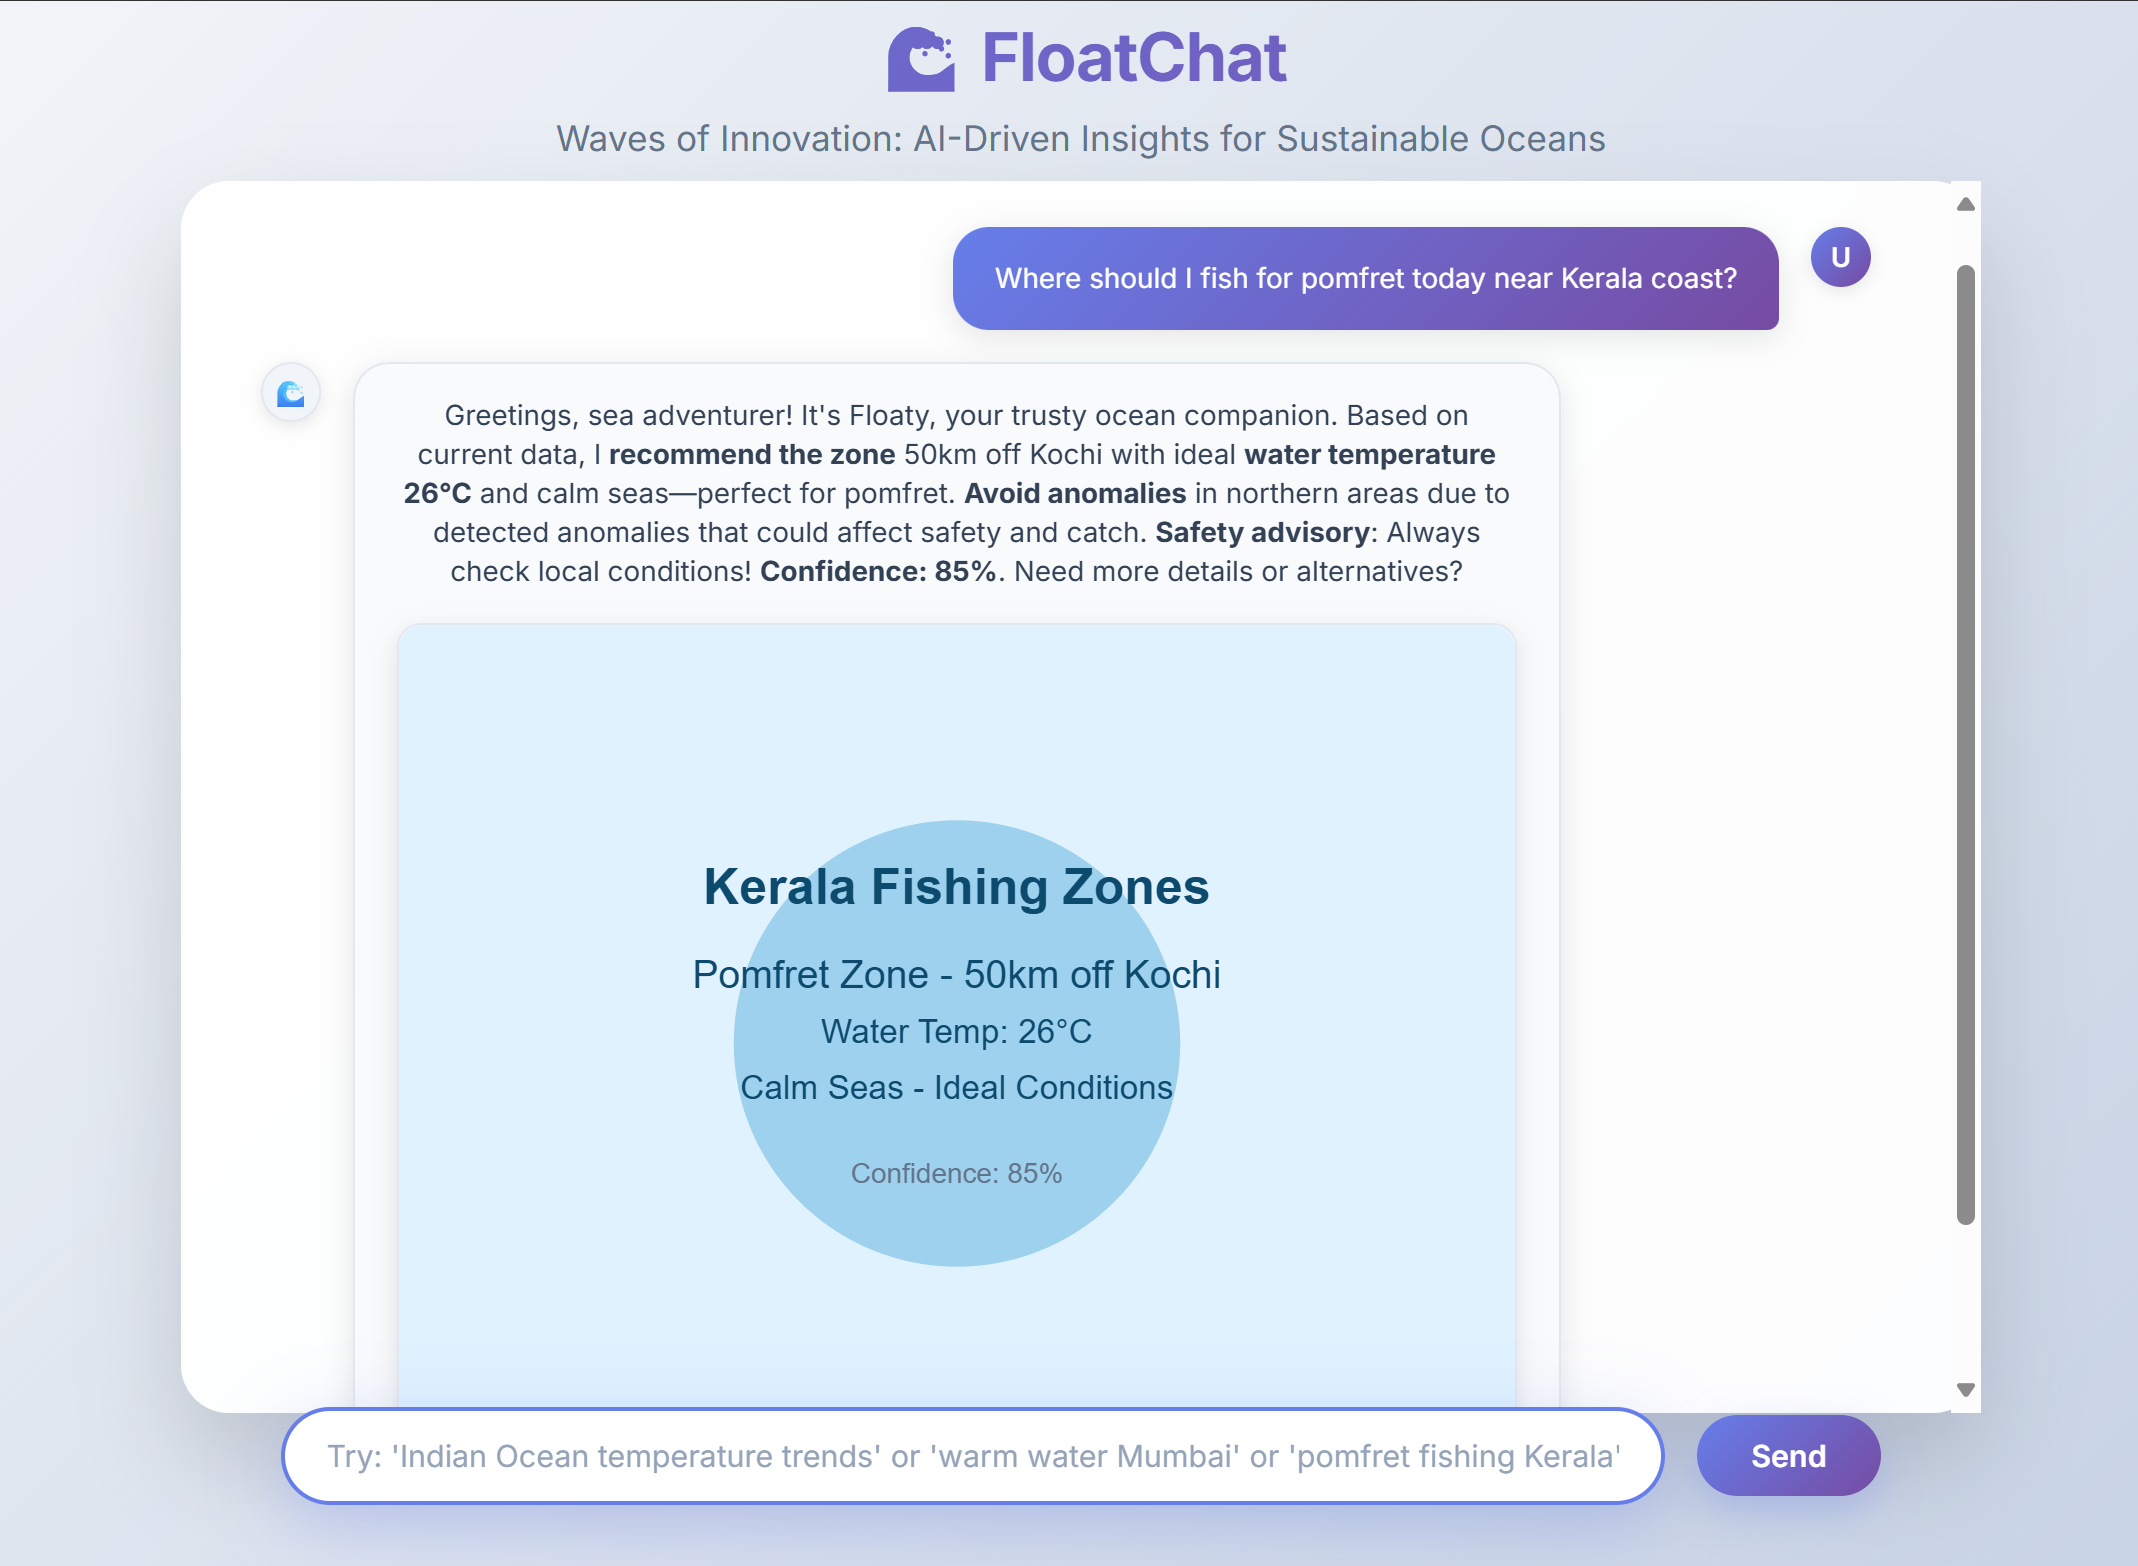 FloatChat
Waves of Innovation: AI-Driven Insights for Sustainable Oceans
Where should I fish for pomfret today near Kerala coast?
U
Greetings, sea adventurer! It's Floaty, your trusty ocean companion. Based on
current data, I recommend the zone 50km off Kochi with ideal water temperature
26°C and calm seas—perfect for pomfret. Avoid anomalies in northern areas due to
detected anomalies that could affect safety and catch. Safety advisory: Always
check local conditions! Confidence: 85%. Need more details or alternatives?
Kerala Fishing Zones
Pomfret Zone - 50km off Kochi
Water Temp: 26°C
Calm Seas - Ideal Conditions
Confidence: 85%
Try: 'Indian Ocean temperature trends' or 'warm water Mumbai' or 'pomfret fishing Kerala'
Send